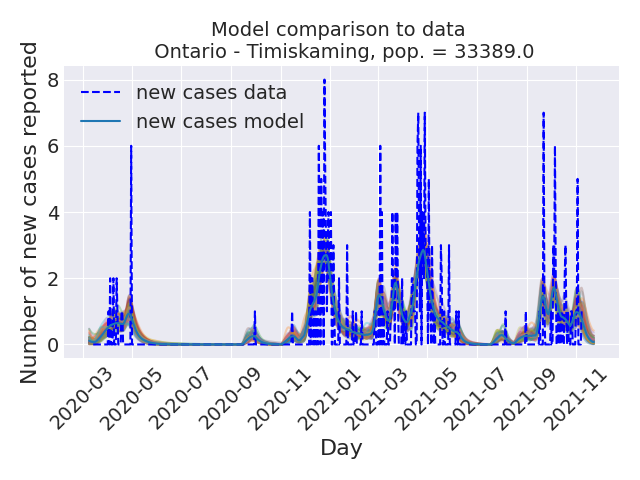 Model comparison to data
Ontario - Timiskaming, pop. = 33389.0
Number of new cases reported
8
6
4
2
0
new cases data
new cases model
2020-03
2020-05
2020-07
2020-09
2020-11
2021-01
2021-03
2021-05
2021-07
2021-09
2021-11
Day